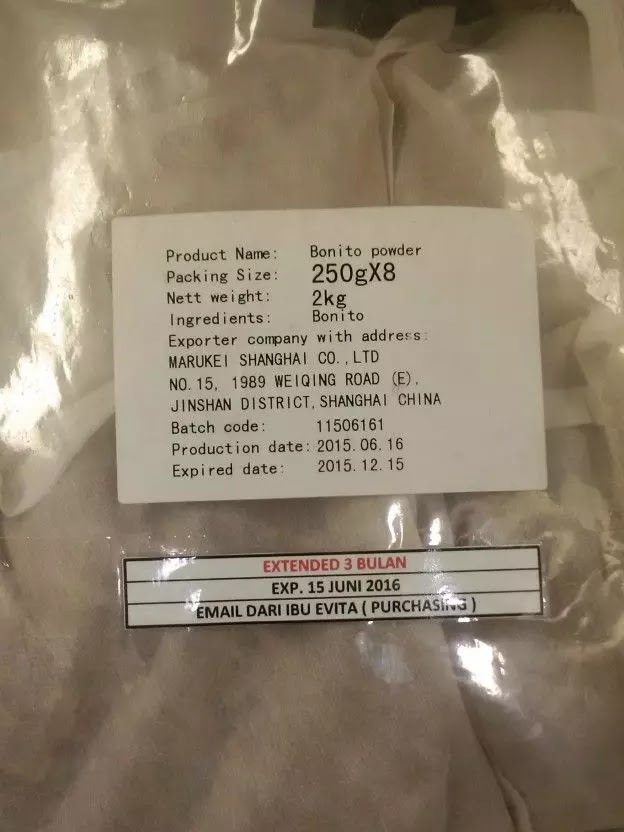 Product Name: Bonito powder
Packing Size: 250gX8
Nett weight: 2kg
Ingredients: Bonito
Exporter company with address:
MARUKEI SHANGHAI CO.,LTD
NO.15, 1989 WEIQING ROAD (E),
JINSHAN DISTRICT,SHANGHAI CHINA
Batch code: 11506161
Production date: 2015.06.16
Expired date: 2015.12.15
EXTENDED 3 BULAN
EXP. 15 JUNI 2016
EMAIL DARI IBU EVITA ( PURCHASING )